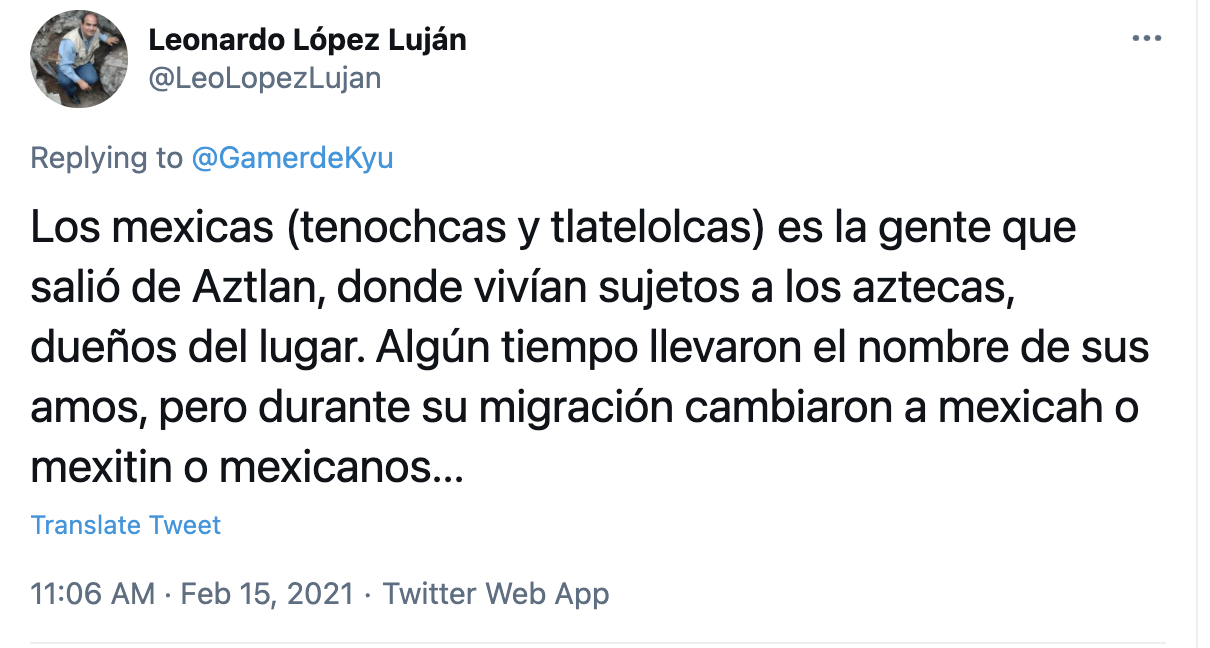 Leonardo López Luján
@LeoLopezLujan
Replying to @GamerdeKyu
Los mexicas (tenochcas y tlatelolcas) es la gente que
salió de Aztlan, donde vivían sujetos a los aztecas,
dueños del lugar. Algún tiempo llevaron el nombre de sus
amos, pero durante su migración cambiaron a mexicah o
mexitin o mexicanos...
Translate Tweet
11:06 AM · Feb 15, 2021 · Twitter Web App